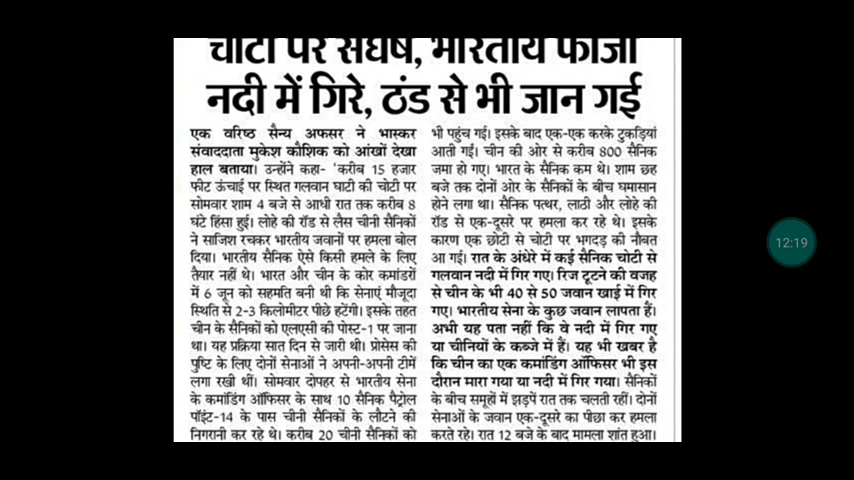 चोटी पर संघर्ष, भारतीय फौजी
नदी में गिरे, ठंड से भी जान गई
एक वरिष्ठ सैन्य अफसर ने भास्कर
संवाददाता मुकेश कौशिक को आंखों देखा
हाल बताया। उन्होंने कहा- 'करीब 15 हजार
फीट ऊंचाई पर स्थित गलवान घाटी की चोटी पर
सोमवार शाम 4 बजे से आधी रात तक करीब 8
घंटे हिंसा हुई। लोहे की रॉड से लैस चीनी सैनिकों
ने साजिश रचकर भारतीय जवानों पर हमला बोल
दिया। भारतीय सैनिक ऐसे किसी हमले के लिए
तैयार नहीं थे। भारत और चीन के कोर कमांडरों
में 6 जून को सहमति बनी थी कि सेनाएं मौजूदा
स्थिति से 2-3 किलोमीटर पीछे हटेंगी। इसके तहत
चीन के सैनिकों को एलएसी की पोस्ट-1 पर जाना
था। यह प्रक्रिया सात दिन से जारी थी। प्रोसेस की
पुष्टि के लिए दोनों सेनाओं ने अपनी-अपनी टीमें
लगा रखी थीं। सोमवार दोपहर से भारतीय सेना
के कमांडिंग ऑफिसर के साथ 10 सैनिक पैट्रोल
पॉइंट-14 के पास चीनी सैनिकों के लौटने की
निगरानी कर रहे थे। करीब 20 चीनी सैनिकों को
भी पहुंच गई। इसके बाद एक-एक करके टुकड़ियां
आती गईं। चीन की ओर से करीब 800 सैनिक
जमा हो गए। भारत के सैनिक कम थे। शाम छह
बजे तक दोनों ओर के सैनिकों के बीच घमासान
होने लगा था। सैनिक पत्थर, लाठी और लोहे की
रॉड से एक-दूसरे पर हमला कर रहे थे। इसके
कारण एक छोटी से चोटी पर भगदड़ की नौबत
आ गई। रात के अंधेरे में कई सैनिक चोटी से
गलवान नदी में गिर गए। रिज टूटने की वजह
से चीन के भी 40 से 50 जवान खाई में गिर
गए। भारतीय सेना के कुछ जवान लापता हैं।
अभी यह पता नहीं कि वे नदी में गिर गए
या चीनियों के कब्जे में हैं। यह भी खबर है
कि चीन का एक कमांडिंग ऑफिसर भी इस
दौरान मारा गया या नदी में गिर गया। सैनिकों
के बीच समूहों में झड़पें रात तक चलती रहीं। दोनों
सेनाओं के जवान एक-दूसरे का पीछा कर हमला
करते रहे। रात 12 बजे के बाद मामला शांत हुआ।
12:19